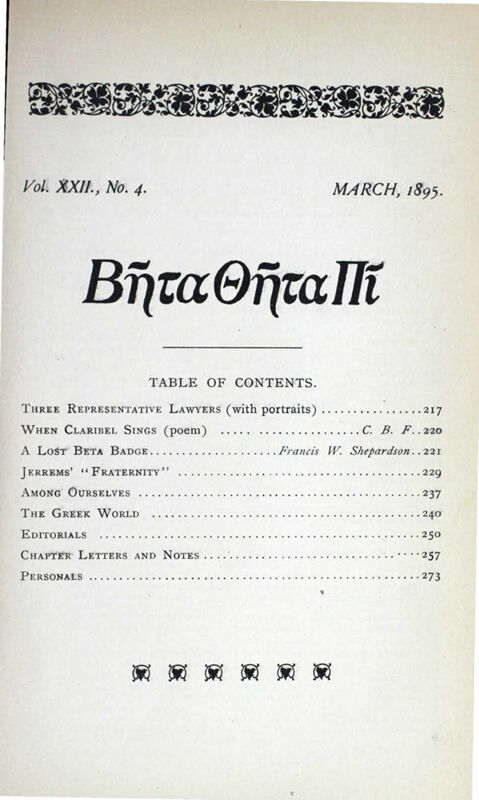 Vol. XXII., No. 4. MARCH, 1895.
Βῆτα Θῆτα Πῖ
TABLE OF CONTENTS.
THREE REPRESENTATIVE LAWYERS (with portraits) ................217
WHEN CLARIBEL SINGS (poem) ..... ................C. B. F..220
A LOST BETA BADGE....................Francis W. Shepardson..221
JERREMS' "FRATERNITY" .......................................229
AMONG OURSELVES .............................................237
THE GREEK WORLD ...........................................240
EDITORIALS ..................................................250
CHAPTER LETTERS AND NOTES ...................................257
PERSONALS ...................................................273